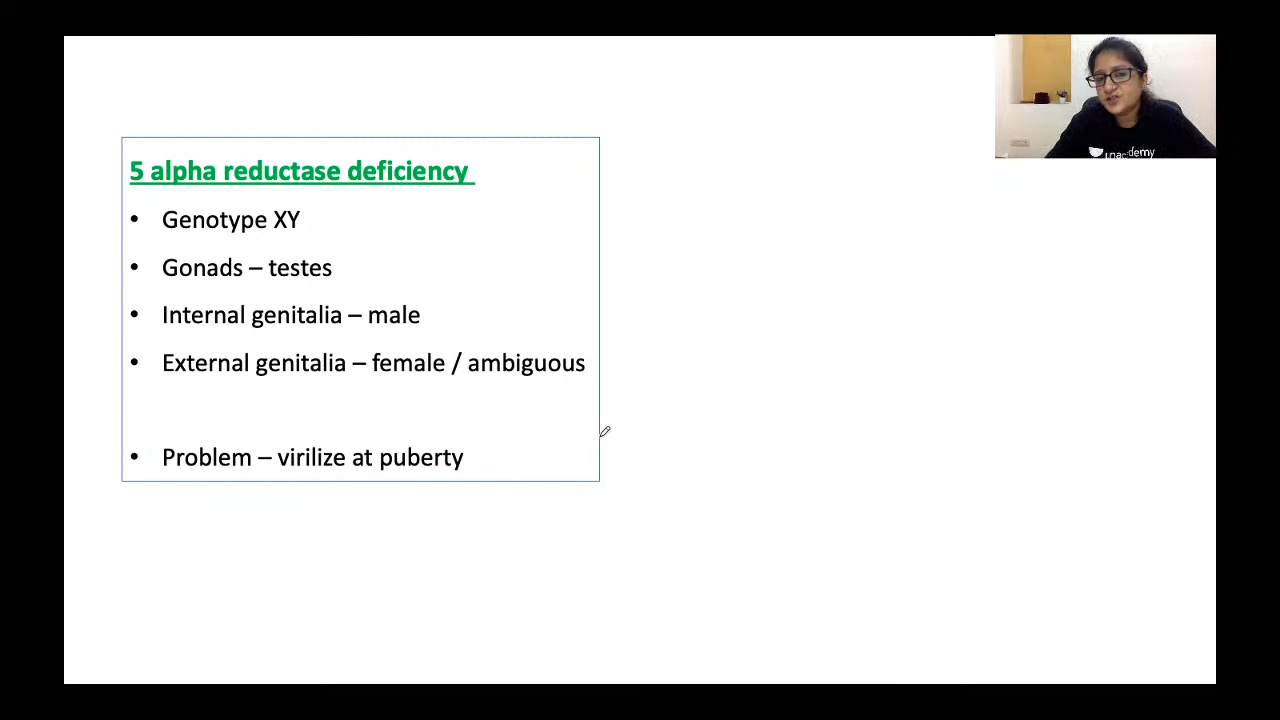 5 alpha reductase deficiency
• Genotype XY
• Gonads – testes
• Internal genitalia – male
• External genitalia – female / ambiguous
• Problem – virilize at puberty